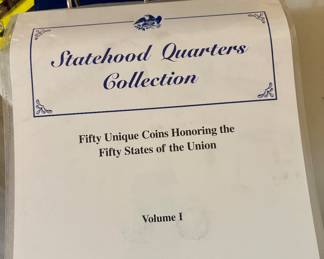 Statehood Quarters
Collection
Fifty Unique Coins Honoring the
Fifty States of the Union
Volume I